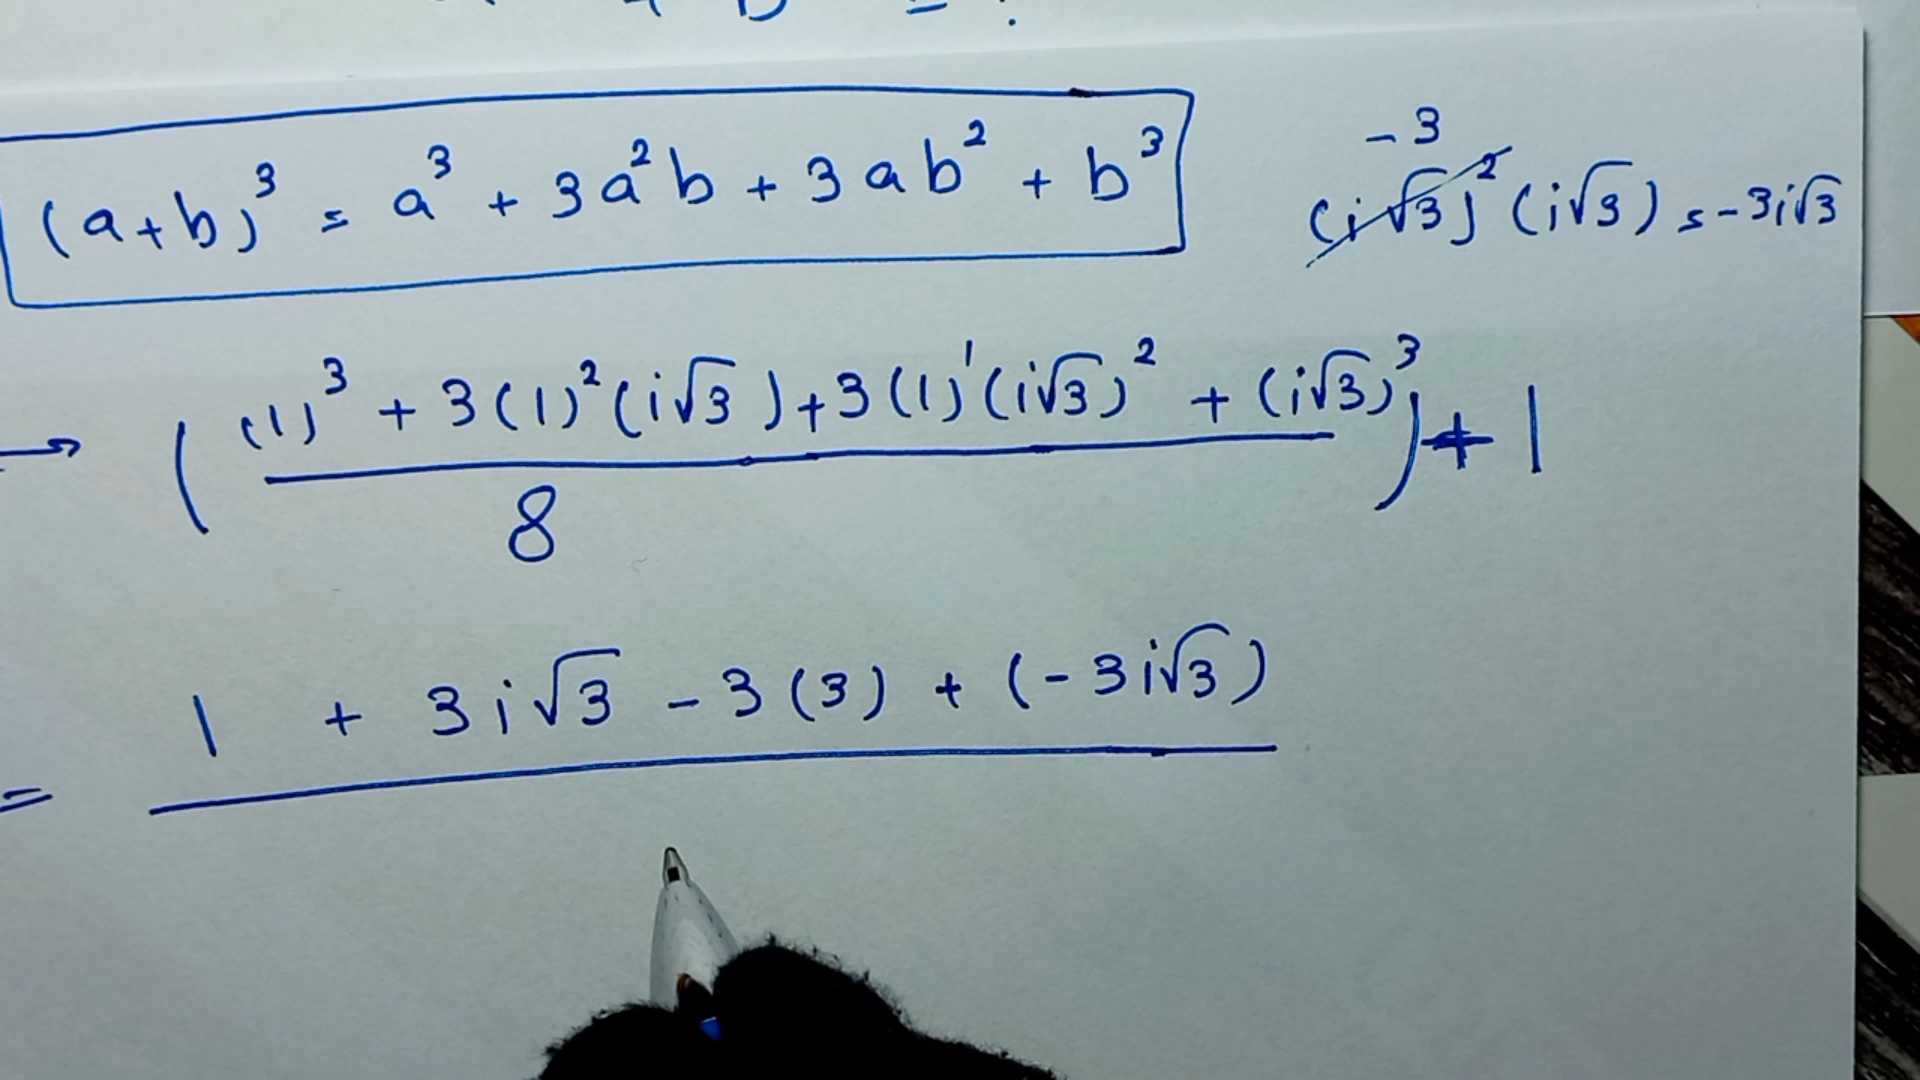 = ?
(a+b)³ = a³ + 3a²b + 3ab² + b³
-3
(i√3)² (i√3) = -3i√3
→ ( (1)³ + 3(1)²(i√3) + 3(1)¹(i√3)² + (i√3)³ ) + 1
8
= 1 + 3i√3 - 3(3) + (-3i√3)